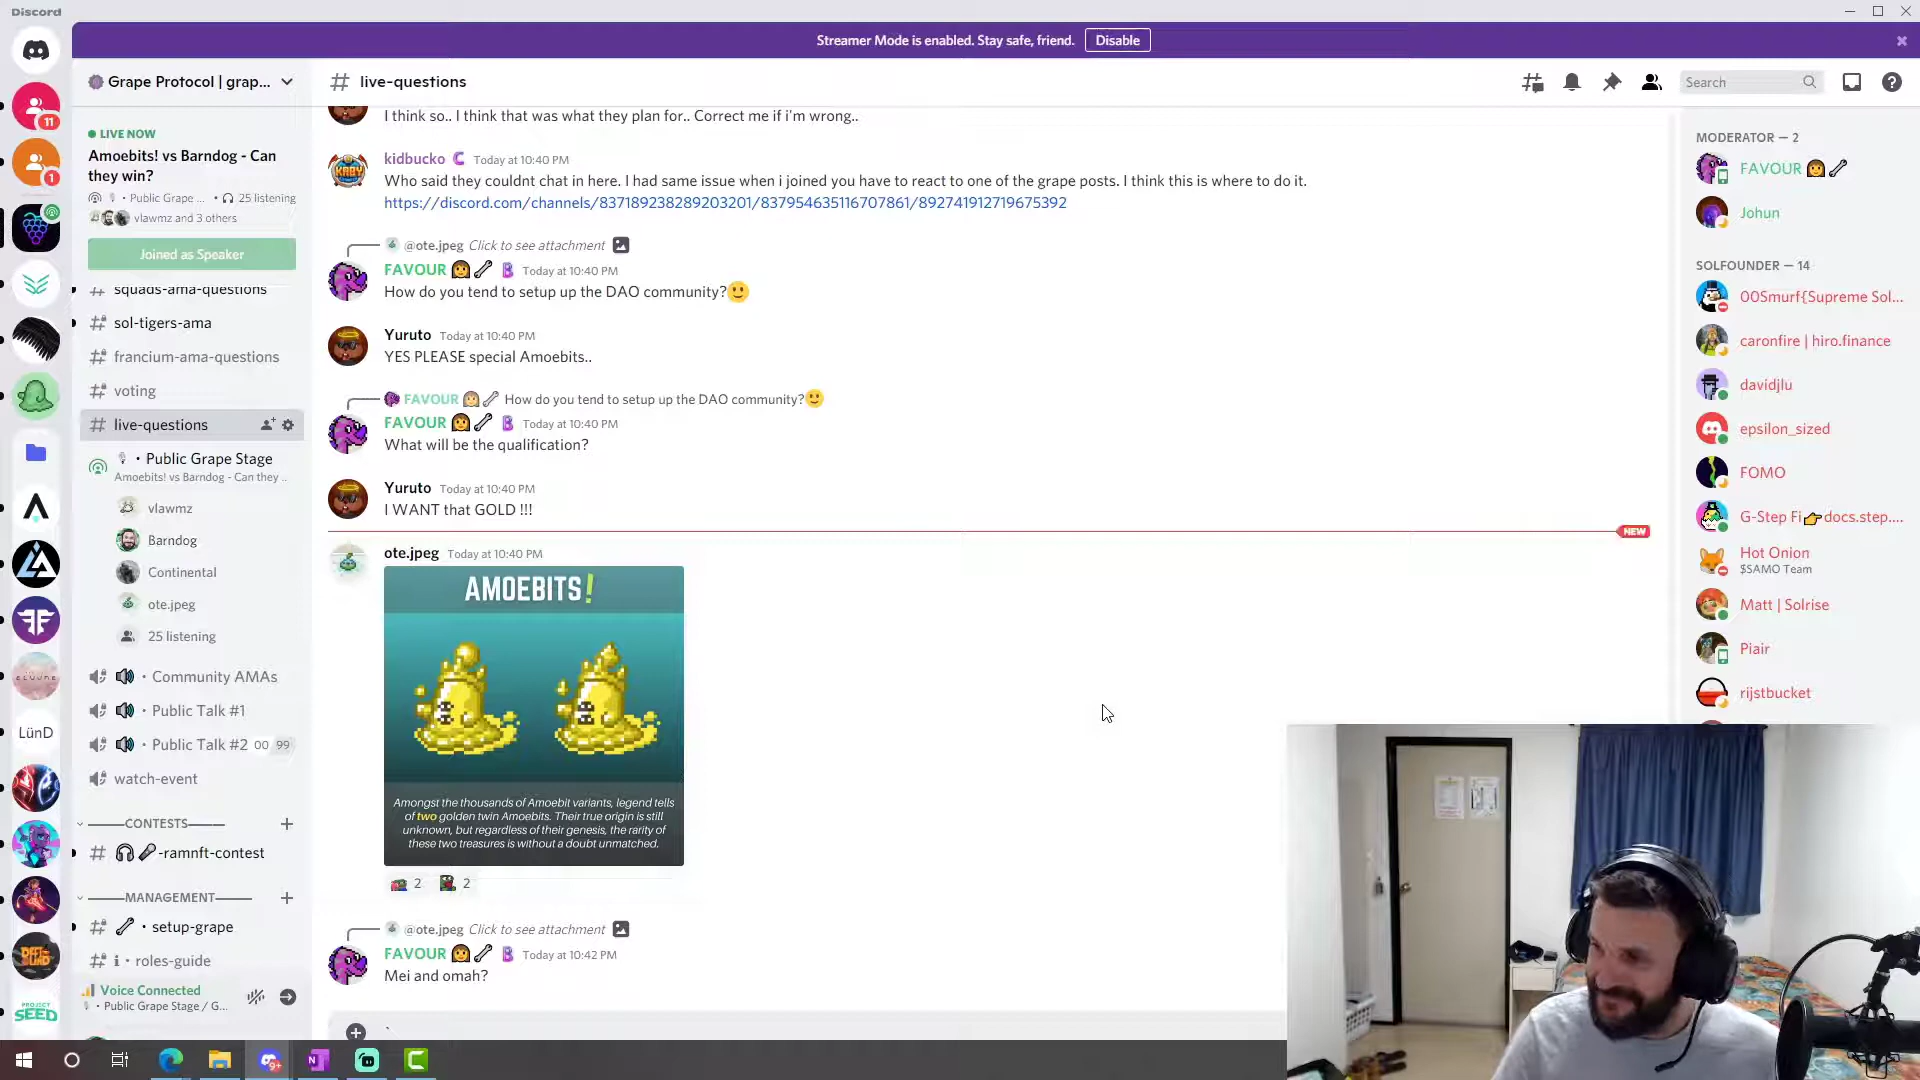 Discord
Streamer Mode is enabled. Stay safe, friend.
Disable
Grape Protocol | grap...
LIVE NOW
Amoebits! vs Barndog - Can
they win?
Public Grape ...
25 listening
vlawmz and 3 others
Joined as Speaker
squads-ama-questions
sol-tigers-ama
francium-ama-questions
voting
live-questions
Public Grape Stage
Amoebits! vs Barndog - Can they ..
vlawmz
Barndog
Continental
ote.jpeg
25 listening
Community AMAs
Public Talk #1
Public Talk #2 00 99
watch-event
CONTESTS
-ramnft-contest
MANAGEMENT
setup-grape
roles-guide
Voice Connected
Public Grape Stage / G...
11
1
LünD
PROJECT
SEED
9+
# live-questions
Search
I think so.. I think that was what they plan for.. Correct me if i'm wrong..
kidbucko Today at 10:40 PM
Who said they couldnt chat in here. I had same issue when i joined you have to react to one of the grape posts. I think this is where to do it.
https://discord.com/channels/837189238289203201/837954635116707861/892741912719675392
@ote.jpeg Click to see attachment
FAVOUR Today at 10:40 PM
How do you tend to setup up the DAO community?
Yuruto Today at 10:40 PM
YES PLEASE special Amoebits..
FAVOUR How do you tend to setup up the DAO community?
FAVOUR Today at 10:40 PM
What will be the qualification?
Yuruto Today at 10:40 PM
I WANT that GOLD !!!
NEW
ote.jpeg Today at 10:40 PM
AMOEBITS!
Amongst the thousands of Amoebit variants, legend tells
of two golden twin Amoebits. Their true origin is still
unknown, but regardless of their genesis, the rarity of
these two treasures is without a doubt unmatched.
2 2
@ote.jpeg Click to see attachment
FAVOUR Today at 10:42 PM
Mei and omah?
MODERATOR — 2
FAVOUR
Johun
SOLFOUNDER — 14
00Smurf{Supreme Sol...
caronfire | hiro.finance
davidjlu
epsilon_sized
FOMO
G-Step Fi👉docs.step....
Hot Onion
$SAMO Team
Matt | Solrise
Piair
rijstbucket